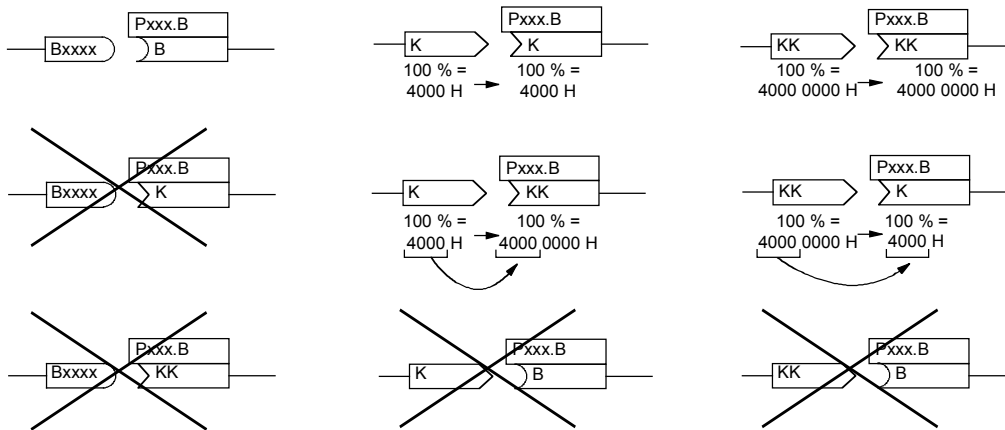 Pxxx.B
Bxxxx B
Pxxx.B
K K
100 % = 100 % =
4000 H 4000 H
Pxxx.B
KK KK
100 % = 100 % =
4000 0000 H 4000 0000 H
Pxxx.B
Bxxxx K
Pxxx.B
K KK
100 % = 100 % =
4000 H 4000 0000 H
Pxxx.B
KK K
100 % = 100 % =
4000 0000 H 4000 H
Pxxx.B
Bxxxx KK
Pxxx.B
K B
Pxxx.B
KK B